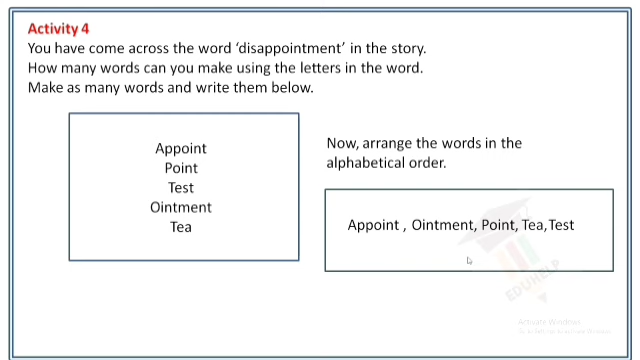 Activity 4
You have come across the word ‘disappointment’ in the story.
How many words can you make using the letters in the word.
Make as many words and write them below.
Appoint
Point
Test
Ointment
Tea
Now, arrange the words in the
alphabetical order.
Appoint , Ointment, Point, Tea,Test
EDUHELP
Activate Windows